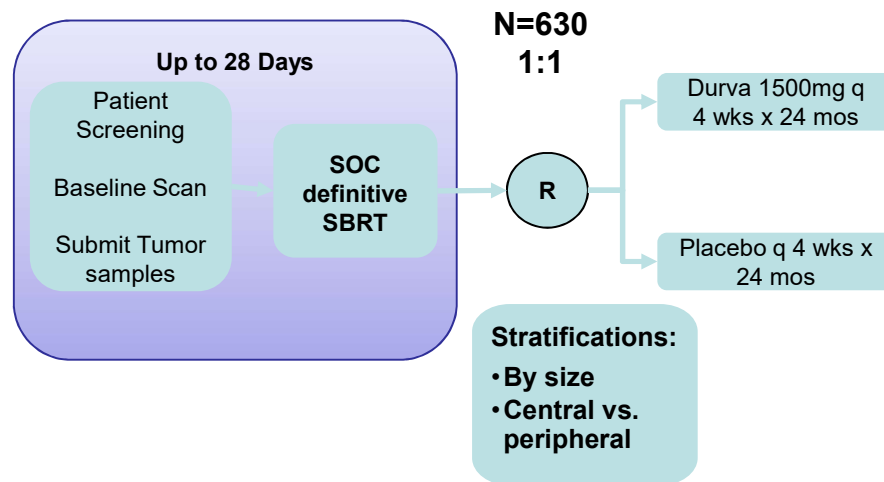 Up to 28 Days
Patient
Screening
Baseline Scan
Submit Tumor
samples
SOC
definitive
SBRT
N=630
1:1
R
Durva 1500mg q
4 wks x 24 mos
Placebo q 4 wks x
24 mos
Stratifications:
• By size
• Central vs.
peripheral